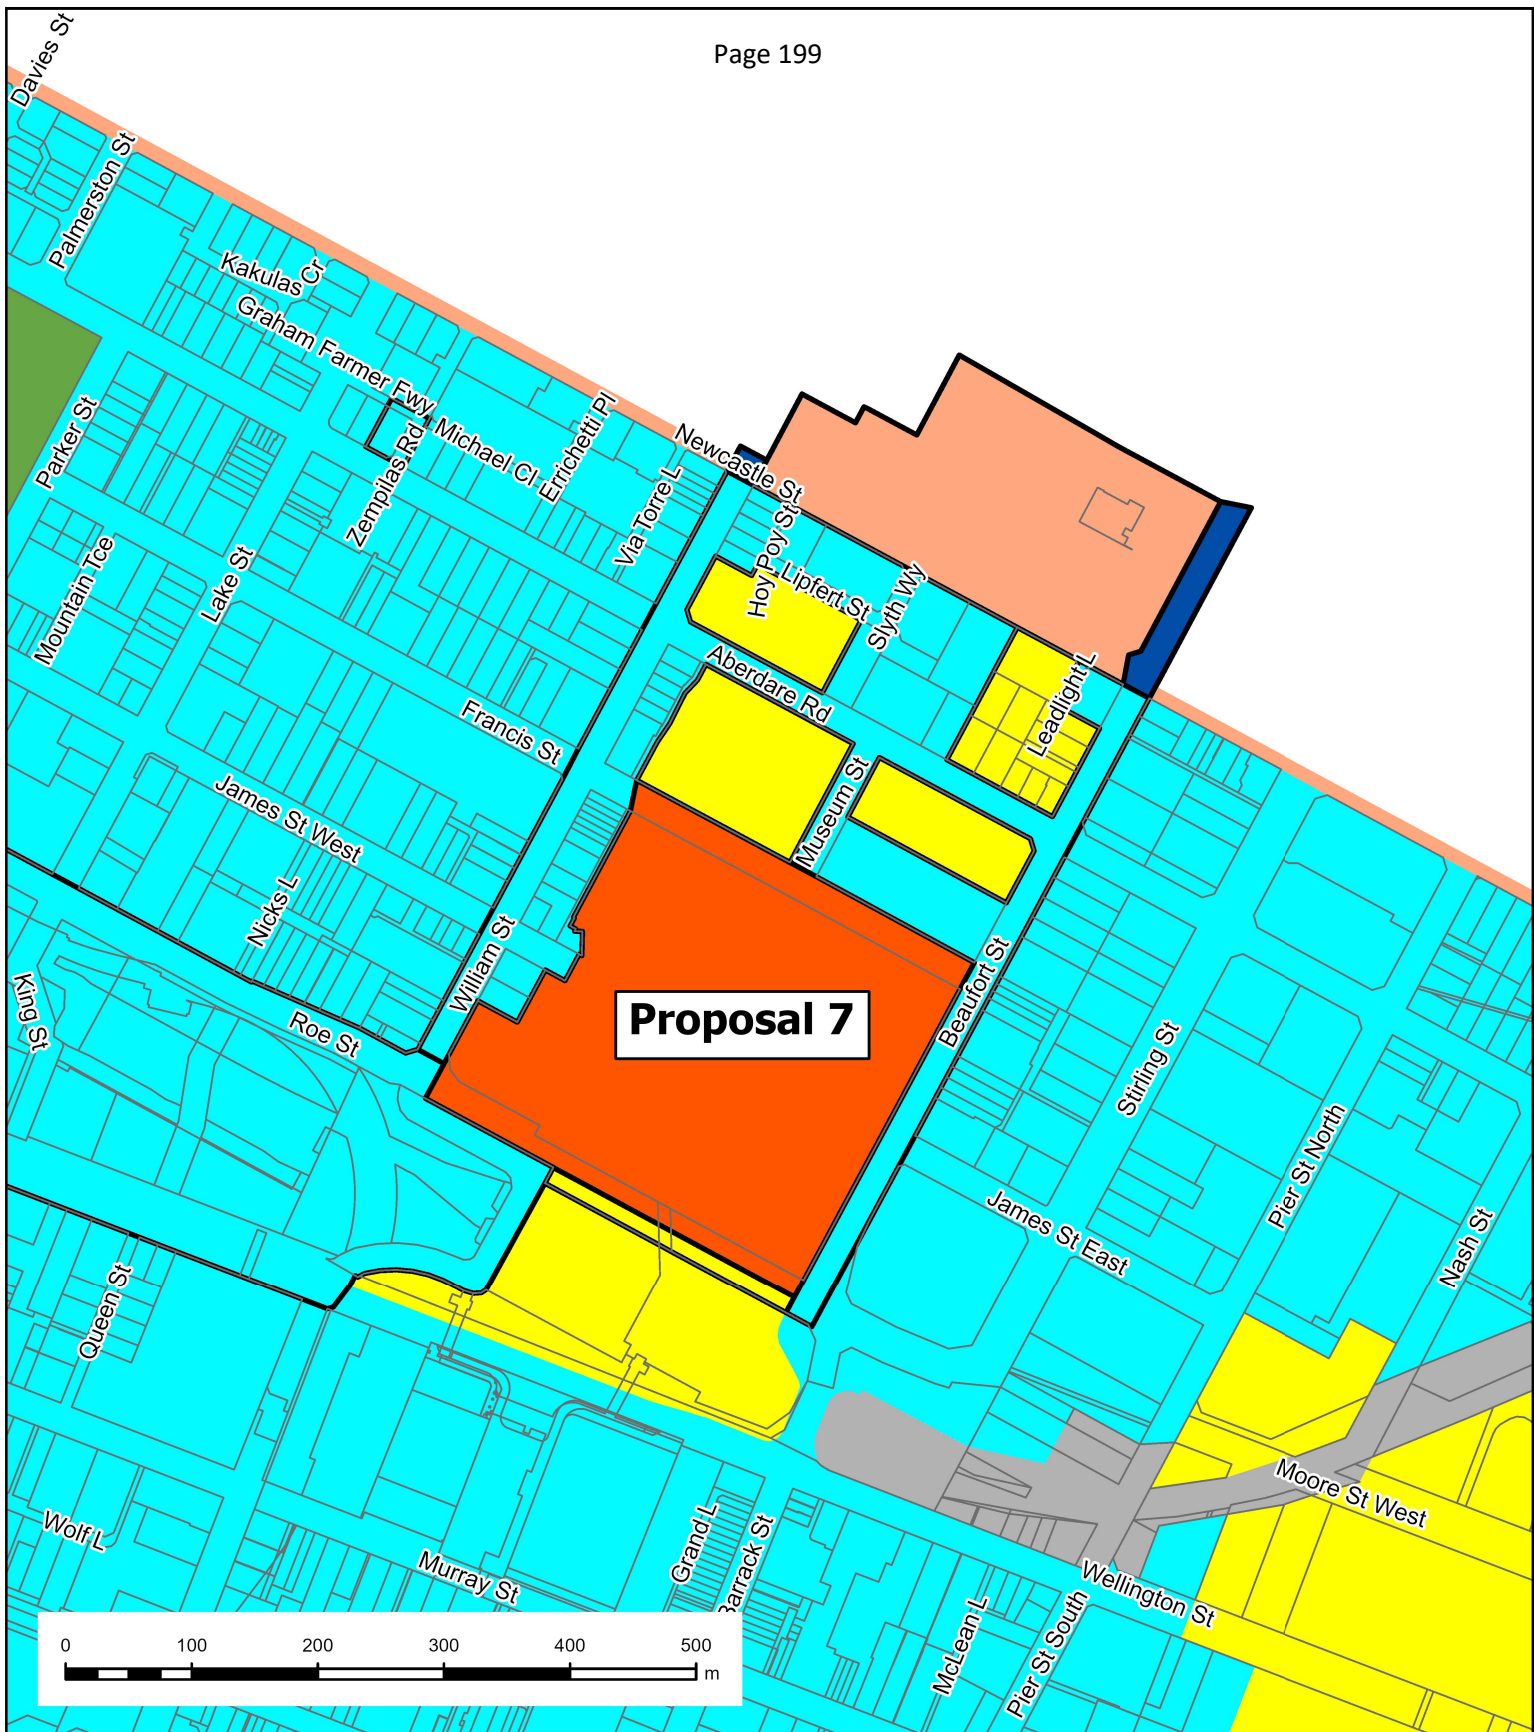 Page 199
Davies St
Palmerston St
Kakulas Cr
Graham Farmer Fwy
Parker St
Michael Cl
Errichetti Pl
Zempilas Rd
Newcastle St
Via Torre L
Hoy Poy St
Lipfert St
Slyth Wy
Mountain Tce
Lake St
Aberdare Rd
Leadlight L
Francis St
Museum St
James St West
Nicks L
William St
King St
Roe St
Proposal 7
Beaufort St
Stirling St
Pier St North
James St East
Nash St
Queen St
Moore St West
Wolf L
Murray St
Grand L
Barrack St
Wellington St
McLean L
Pier St South
0 100 200 300 400 500
m